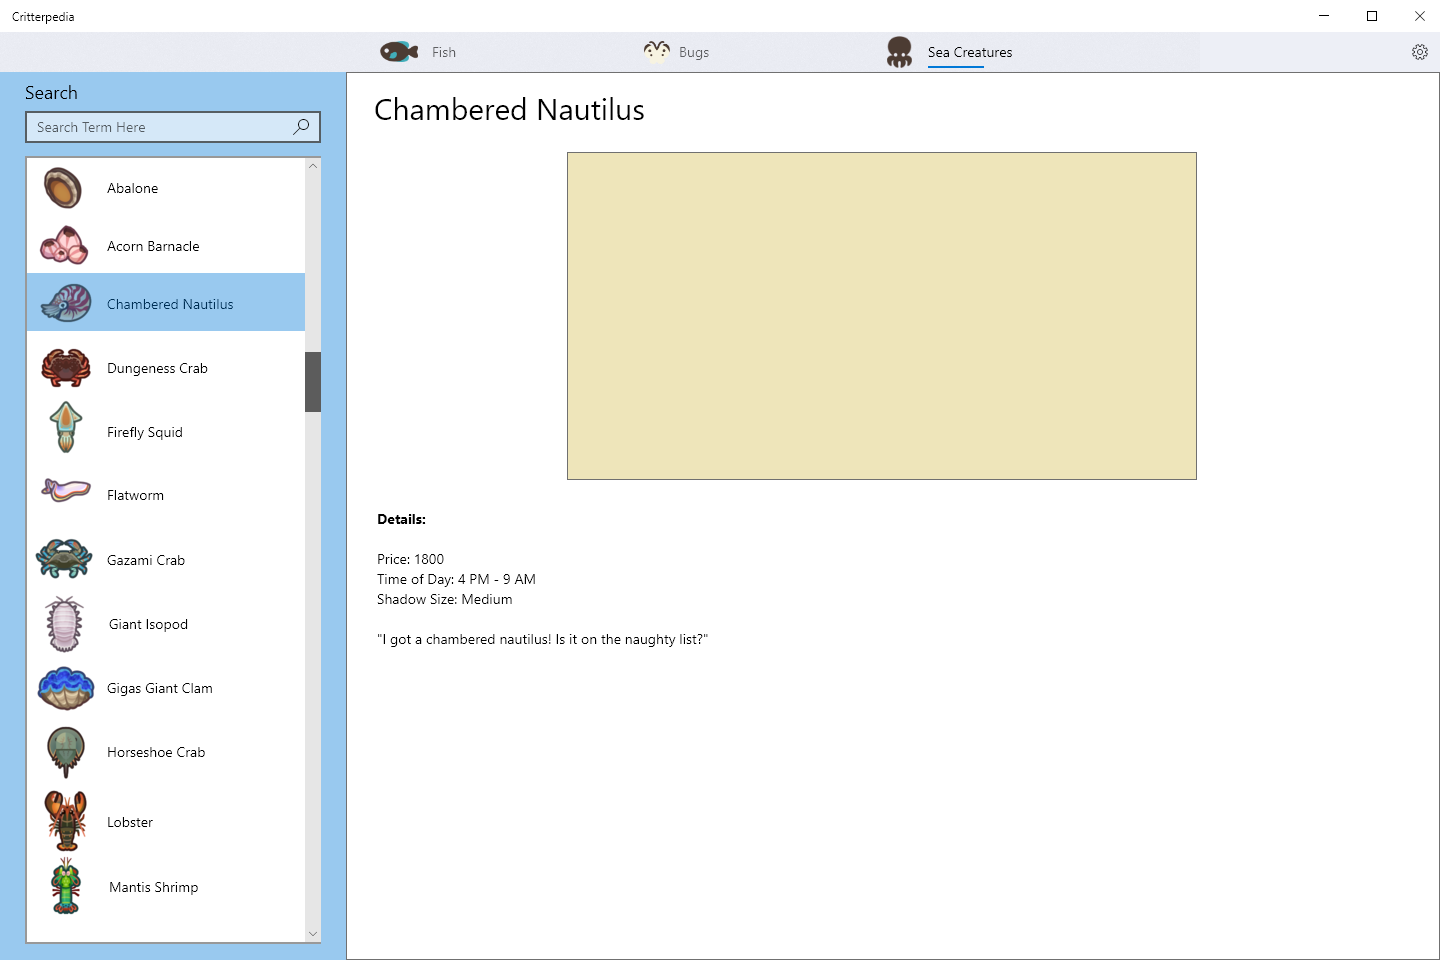 Critterpedia
Fish
Bugs
Sea Creatures
Search
Search Term Here
Abalone
Acorn Barnacle
Chambered Nautilus
Dungeness Crab
Firefly Squid
Flatworm
Gazami Crab
Giant Isopod
Gigas Giant Clam
Horseshoe Crab
Lobster
Mantis Shrimp
Chambered Nautilus
Details:
Price: 1800
Time of Day: 4 PM - 9 AM
Shadow Size: Medium
"I got a chambered nautilus! Is it on the naughty list?"